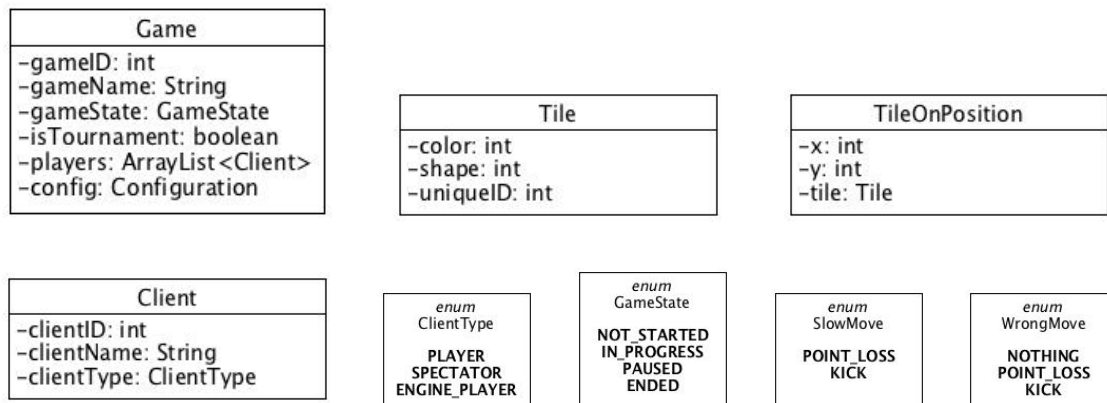 Game
-gameID: int
-gameName: String
-gameState: GameState
-isTournament: boolean
-players: ArrayList<Client>
-config: Configuration
Tile
-color: int
-shape: int
-uniqueID: int
TileOnPosition
-x: int
-y: int
-tile: Tile
Client
-clientID: int
-clientName: String
-clientType: ClientType
enum
ClientType
PLAYER
SPECTATOR
ENGINE_PLAYER
enum
GameState
NOT_STARTED
IN_PROGRESS
PAUSED
ENDED
enum
SlowMove
POINT_LOSS
KICK
enum
WrongMove
NOTHING
POINT_LOSS
KICK